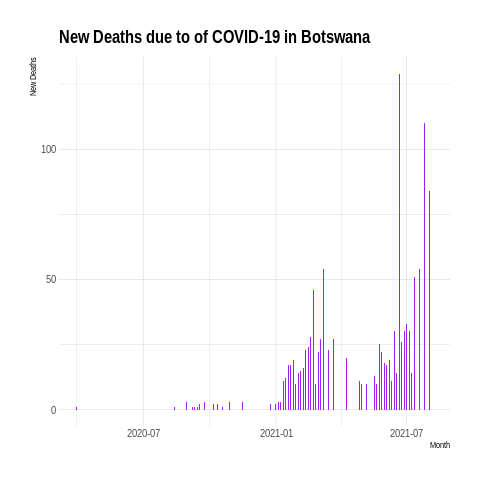 New Deaths due to of COVID-19 in Botswana
New Deaths
100
50
0
2020-07
2021-01
2021-07
Month